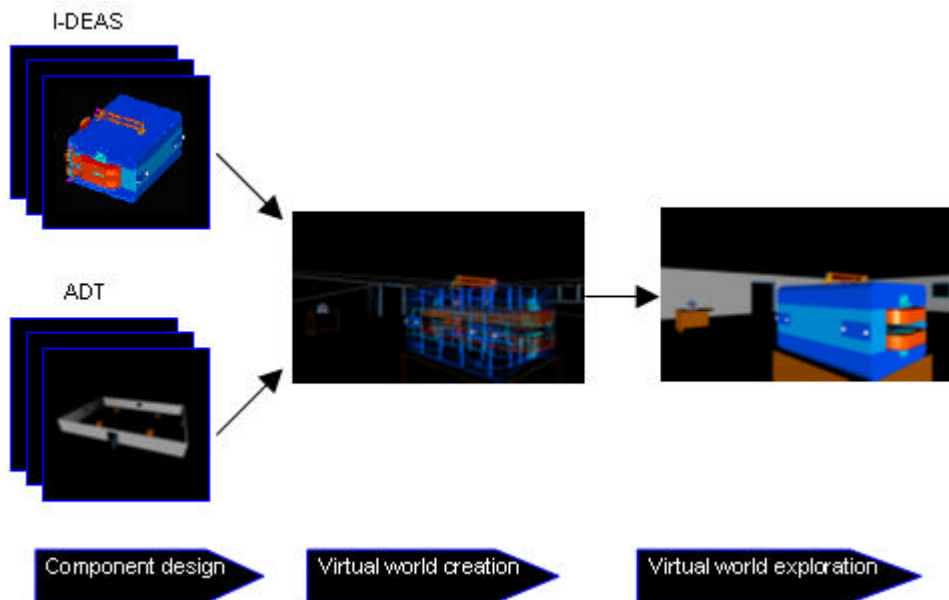 I-DEAS
ADT
Component design
Virtual world creation
Virtual world exploration